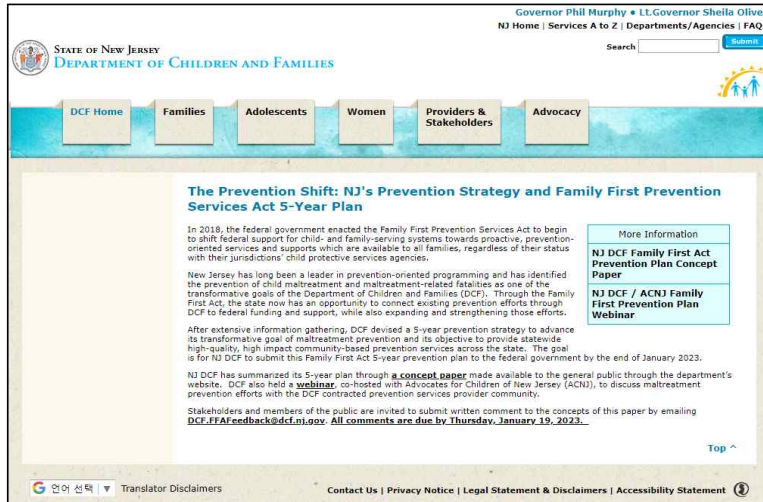 Governor Phil Murphy • Lt.Governor Sheila Olive
NJ Home | Services A to Z | Departments/Agencies | FAQ
Search Submit
STATE OF NEW JERSEY
DEPARTMENT OF CHILDREN AND FAMILIES
DCF Home Families Adolescents Women Providers & Stakeholders Advocacy
The Prevention Shift: NJ's Prevention Strategy and Family First Prevention
Services Act 5-Year Plan
In 2018, the federal government enacted the Family First Prevention Services Act to begin
to shift federal support for child- and family-serving systems towards proactive, prevention-
oriented services and supports which are available to all families, regardless of their status
with their jurisdictions' child protective services agencies.
New Jersey has long been a leader in prevention-oriented programming and has identified
the prevention of child maltreatment and maltreatment-related fatalities as one of the
transformative goals of the Department of Children and Families (DCF). Through the Family
First Act, the state now has an opportunity to connect existing prevention efforts through
DCF to federal funding and support, while also expanding and strengthening those efforts.
After extensive information gathering, DCF devised a 5-year prevention strategy to advance
its transformative goal of maltreatment prevention and its objective to provide statewide
high-quality, high impact community-based prevention services across the state. The goal
is for NJ DCF to submit this Family First Act 5-year prevention plan to the federal government by the end of January 2023.
NJ DCF has summarized its 5-year plan through a concept paper made available to the general public through the department's
website. DCF also held a webinar, co-hosted with Advocates for Children of New Jersey (ACNJ), to discuss maltreatment
prevention efforts with the DCF contracted prevention services provider community.
Stakeholders and members of the public are invited to submit written comment to the concepts of this paper by emailing
DCF.FFAFeedback@dcf.nj.gov. All comments are due by Thursday, January 19, 2023.
More Information
NJ DCF Family First Act
Prevention Plan Concept
Paper
NJ DCF / ACNJ Family
First Prevention Plan
Webinar
Top ^
G 언어 선택 | ▼ Translator Disclaimers
Contact Us | Privacy Notice | Legal Statement & Disclaimers | Accessibility Statement